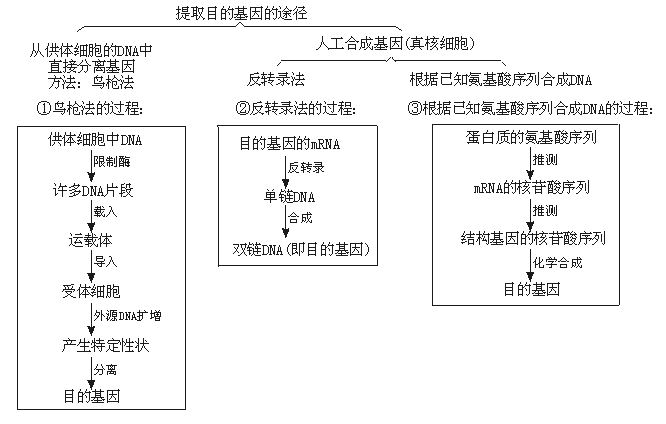 提取目的基因的途径
从供体细胞的DNA中
直接分离基因
方法：鸟枪法
人工合成基因(真核细胞)
反转录法
根据已知氨基酸序列合成DNA
①鸟枪法的过程：
供体细胞中DNA
限制酶
许多DNA片段
载入
运载体
导入
受体细胞
外源DNA扩增
产生特定性状
分离
目的基因
②反转录法的过程：
目的基因的mRNA
反转录
单链DNA
合成
双链DNA(即目的基因)
③根据已知氨基酸序列合成DNA的过程：
蛋白质的氨基酸序列
推测
mRNA的核苷酸序列
推测
结构基因的核苷酸序列
化学合成
目的基因